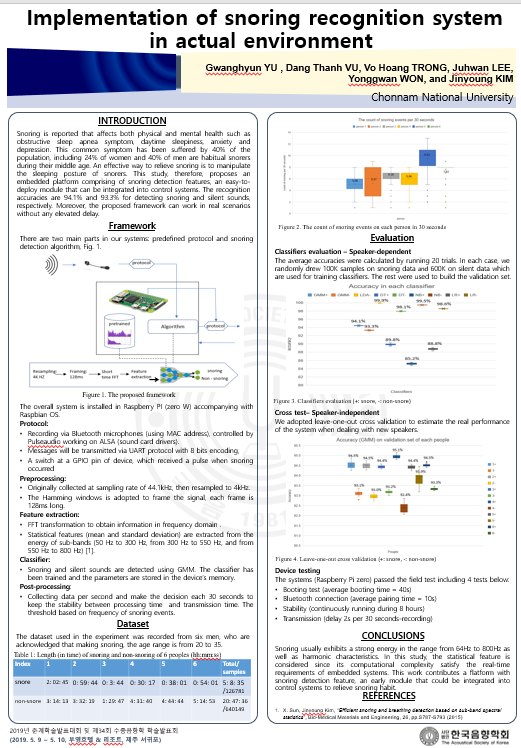 Implementation of snoring recognition system
in actual environment
Gwanghyun YU , Dang Thanh VU, Vo Hoang TRONG, Juhwan LEE,
Yonggwan WON, and Jinyoung KIM
Chonnam National University
INTRODUCTION
Snoring is reported that affects both physical and mental health such as
obstructive sleep apnea symptom, daytime sleepiness, anxiety and
depression. This common symptom has been suffered by 40% of the
population, including 24% of women and 40% of men are habitual snorers
during their middle age. An effective way to relieve snoring is to manipulate
the sleeping posture of snorers. This study, therefore, proposes an
embedded platform comprising of snoring detection features, an easy-to-
deploy module that can be integrated into control systems. The recognition
accuracies are 94.1% and 93.3% for detecting snoring and silent sounds,
respectively. Moreover, the proposed framework can work in real scenarios
without any elevated delay.
Framework
There are two main parts in our systems: predefined protocol and snoring
detection algorithm, Fig. 1.
protocol
pretrained
Algorithm
protocol
Resampling:
4K HZ
Framing:
128ms
Short
time FFT
Feature
extraction
snoring
Non - snoring
Figure 1. The proposed framework
The overall system is installed in Raspberry PI (zero W) accompanying with
Raspbian OS.
Protocol:
• Recording via Bluetooth microphones (using MAC address), controlled by
Pulseaudio working on ALSA (sound card drivers).
• Messages will be transmitted via UART protocol with 8 bits encoding.
• A switch at a GPIO pin of device, which received a pulse when snoring
occurred
Preprocessing:
• Originally collected at sampling rate of 44.1kHz, then resampled to 4kHz.
• The Hamming windows is adopted to frame the signal, each frame is
128ms long.
Feature extraction:
• FFT transformation to obtain information in frequency domain .
• Statistical features (mean and standard deviation) are extracted from the
energy of sub-bands (50 Hz to 300 Hz, from 300 Hz to 550 Hz, and from
550 Hz to 800 Hz) [1].
Classifier:
• Snoring and silent sounds are detected using GMM. The classifier has
been trained and the parameters are stored in the device's memory.
Post-processing
• Collecting data per second and make the decision each 30 seconds to
keep the stability between processing time and transmission time. The
threshold based on frequency of snoring events.
Dataset
The dataset used in the experiment was recorded from six men, who are
acknowledged that making snoring, the age range is from 20 to 35.
Table 1: Length (in time) of snoring and non-snoring of 6 peoples (hh:mm:ss)
Index 1 2 3 4 5 6 Total/
samples
snore 2: 02: 45 0: 59: 44 0: 3: 44 0: 30: 17 0: 38: 01 0: 54: 01 5: 8: 35
/126781
non-snore 3: 14: 13 3: 32: 19 1: 29: 47 4: 31: 40 4: 44: 44 5: 14: 53
The count of snoring events per 30 seconds
Figure 2. The count of snoring events on each person in 30 seconds
Evaluation
Classifiers evaluation – Speaker-dependent
The average accuracies were calculated by running 20 trials. In each case, we
randomly drew 100K samples on snoring data and 600K on silent data which
are used for training classifiers. The rest were used to build the validation set.
Accuracy in each classifier
94.1%
93.3%
99.9%
98.1%
89.8%
85.2%
99.5%
88.8%
98.6%
Classifiers
Figure 3. Classifiers evaluation (+: snore, -: non-snore)
Cross test– Speaker-independent
We adopted leave-one-out cross validation to estimate the real performance
of the system when dealing with new speakers.
Accuracy (GMM) on validation set of each people
People
Figure 4. Leave-one-out cross validation (+: snore, -: non-snore)
Device testing
The systems (Raspberry Pi zero) passed the field test including 4 tests below:
• Booting test (average booting time = 40s)
• Bluetooth connection (average pairing time = 10s)
• Stability (continuously running during 8 hours)
• Transmission (delay 2s per 30 seconds-recording)
CONCLUSIONS
Snoring usually exhibits a strong energy in the range from 64Hz to 800Hz as
well as harmonic characteristics. In this study, the statistical feature is
considered since its computational complexity satisfy the real-time
requirements of embedded systems. This work contributes a platform with
snoring detection feature, an early module that could be integrated into
control systems to relieve snoring habit.
REFERENCES
1. X. Sun, Jinyoung Kim, "Efficient snoring and breathing detection based on sub-band spectral
statistics", Bio-Medical Materials and Engineering, 26, pp.S787-S793 (2015)
2019년 춘계학술발표대회 및 제34회 수중음향학 학술발표회
(2019. 5. 9 – 5. 10, 부영호텔 & 리조트, 제주 서귀포)
한국음향학회
The Acoustical Society of Korea